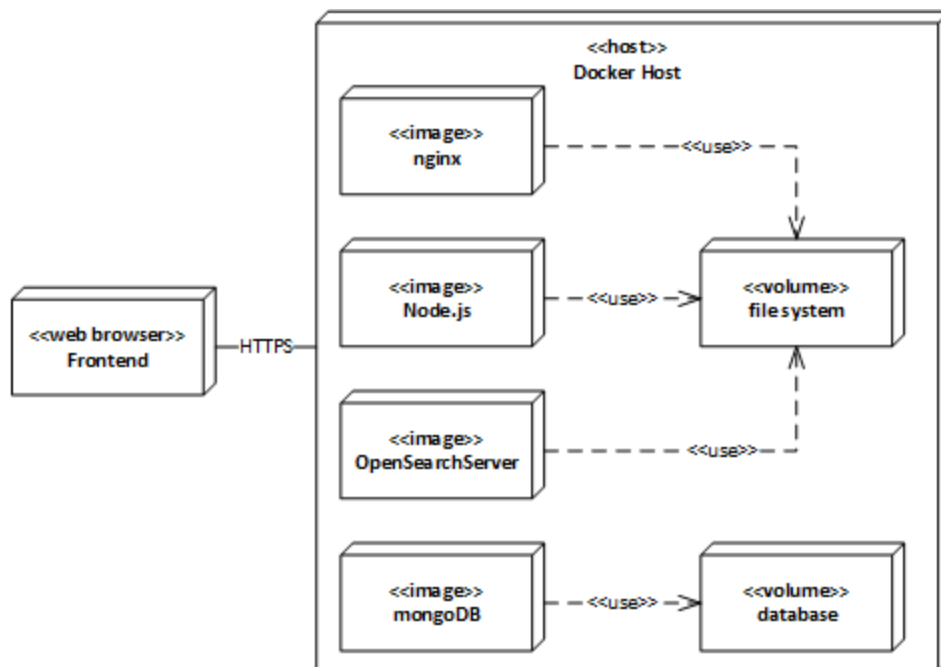 <<host>>
Docker Host
<<image>>
nginx
<<use>>
<<image>>
Node.js
<<use>>
<<volume>>
file system
<<web browser>>
Frontend
HTTPS
<<image>>
OpenSearchServer
<<use>>
<<image>>
mongoDB
<<use>>
<<volume>>
database